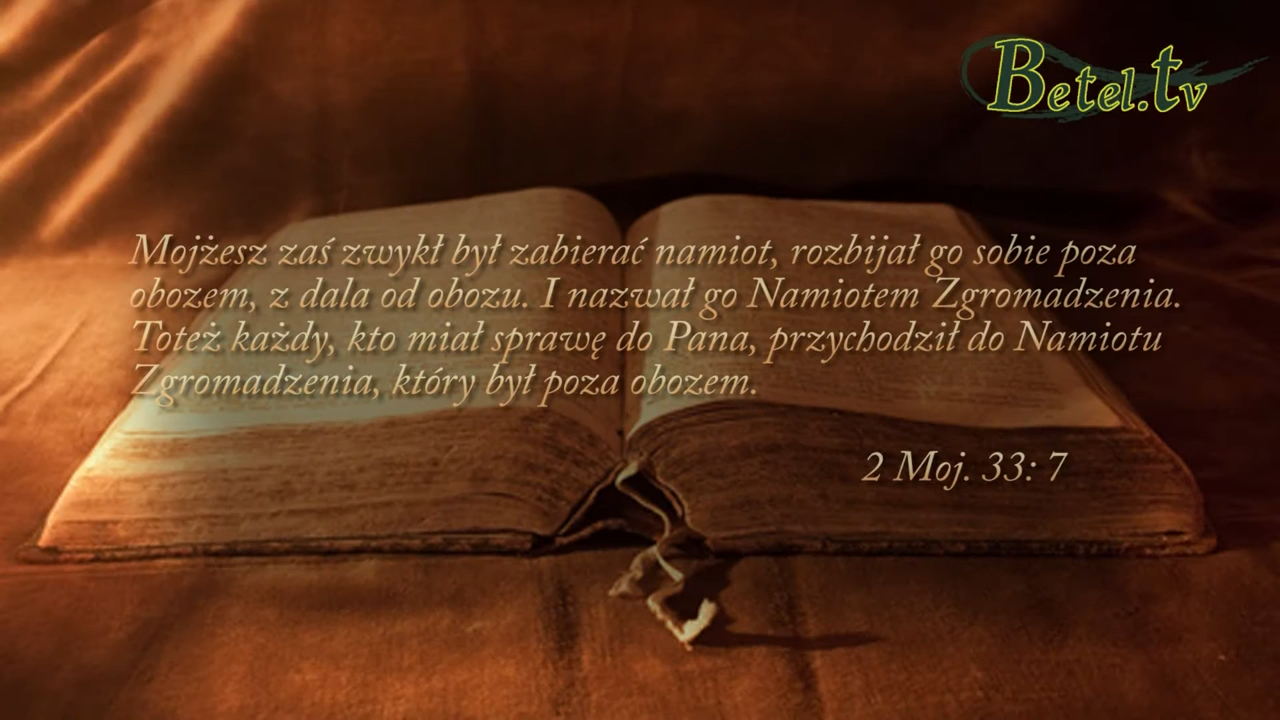 Betel.tv
Mojżesz zaś zwykł był zabierać namiot, rozbijał go sobie poza
obozem, z dala od obozu. I nazwał go Namiotem Zgromadzenia.
Toteż każdy, kto miał sprawę do Pana, przychodził do Namiotu
Zgromadzenia, który był poza obozem.
2 Moj. 33: 7